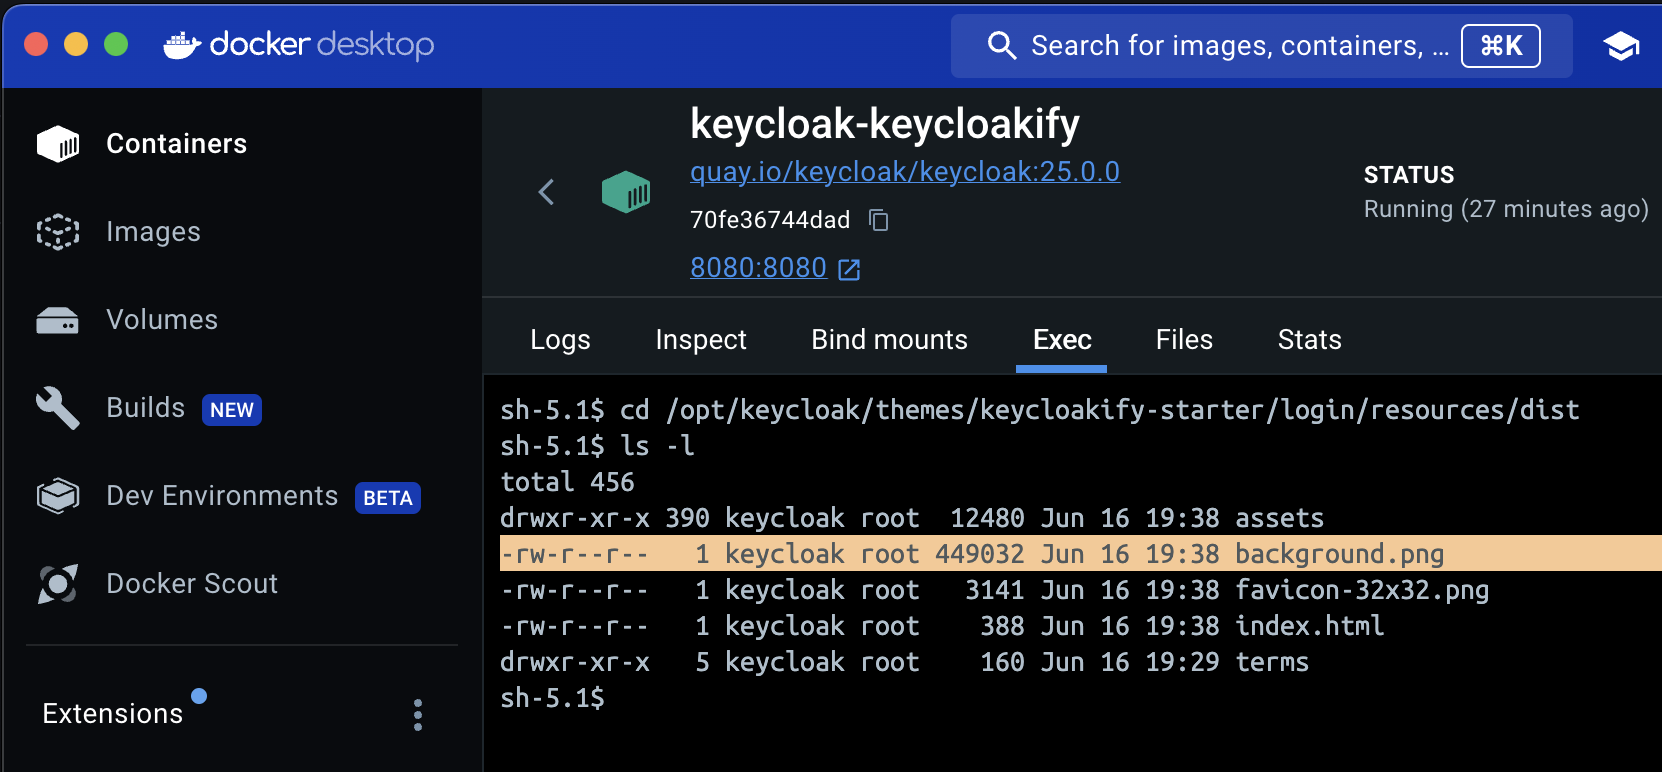 docker desktop
Search for images, containers, ... ⌘K
Containers
Images
Volumes
Builds NEW
Dev Environments BETA
Docker Scout
Extensions
keycloak-keycloakify
quay.io/keycloak/keycloak:25.0.0
70fe36744dad
8080:8080
STATUS
Running (27 minutes ago)
Logs Inspect Bind mounts Exec Files Stats
sh-5.1$ cd /opt/keycloak/themes/keycloakify-starter/login/resources/dist
sh-5.1$ ls -l
total 456
drwxr-xr-x 390 keycloak root  12480 Jun 16 19:38 assets
-rw-r--r--   1 keycloak root 449032 Jun 16 19:38 background.png
-rw-r--r--   1 keycloak root   3141 Jun 16 19:38 favicon-32x32.png
-rw-r--r--   1 keycloak root    388 Jun 16 19:38 index.html
drwxr-xr-x   5 keycloak root    160 Jun 16 19:29 terms
sh-5.1$